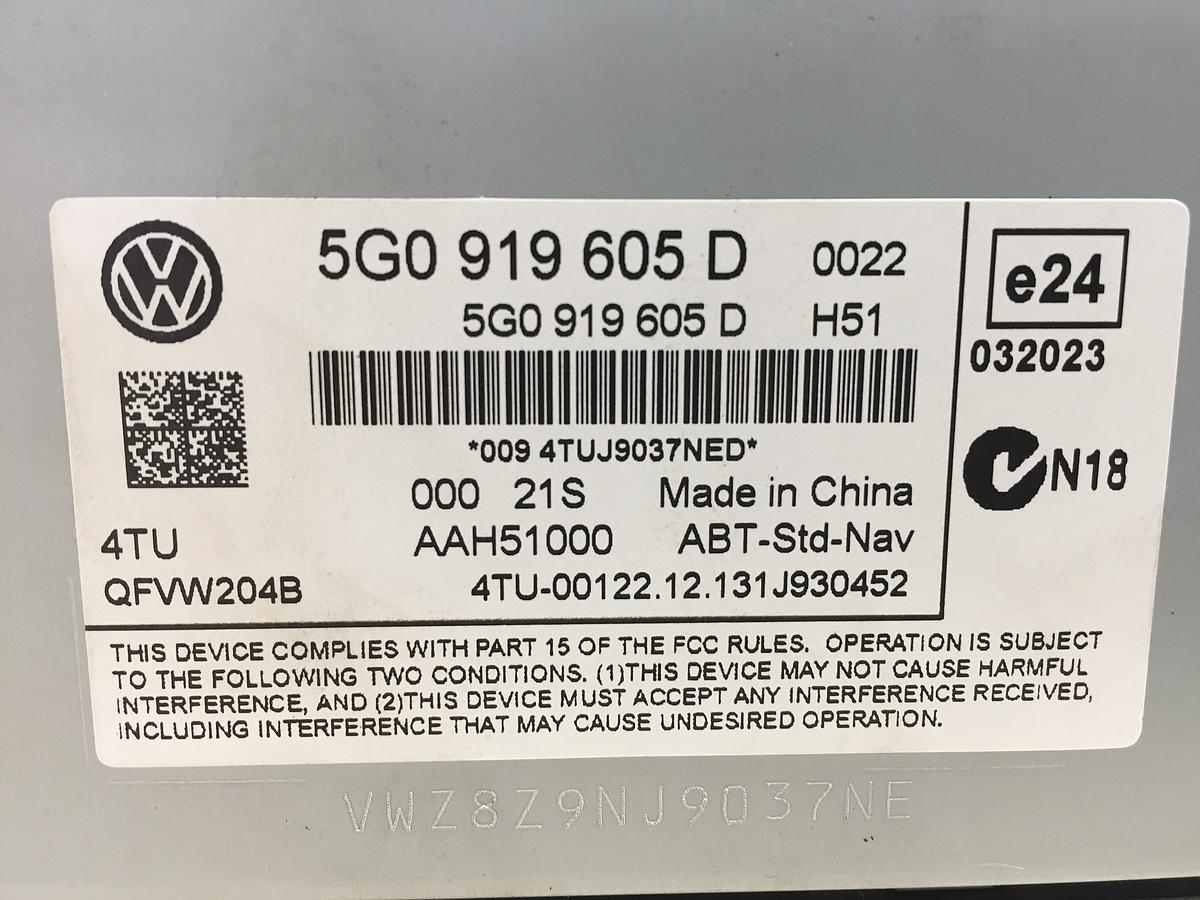 5G0 919 605 D 0022
5G0 919 605 D H51
*009 4TUJ9037NED*
000 21S Made in China
4TU AAH51000 ABT-Std-Nav
QFVW204B 4TU-00122.12.131J930452
e24
032023
N18
THIS DEVICE COMPLIES WITH PART 15 OF THE FCC RULES. OPERATION IS SUBJECT
TO THE FOLLOWING TWO CONDITIONS. (1)THIS DEVICE MAY NOT CAUSE HARMFUL
INTERFERENCE, AND (2)THIS DEVICE MUST ACCEPT ANY INTERFERENCE RECEIVED,
INCLUDING INTERFERENCE THAT MAY CAUSE UNDESIRED OPERATION.
VWZ8Z9NJ9037NE